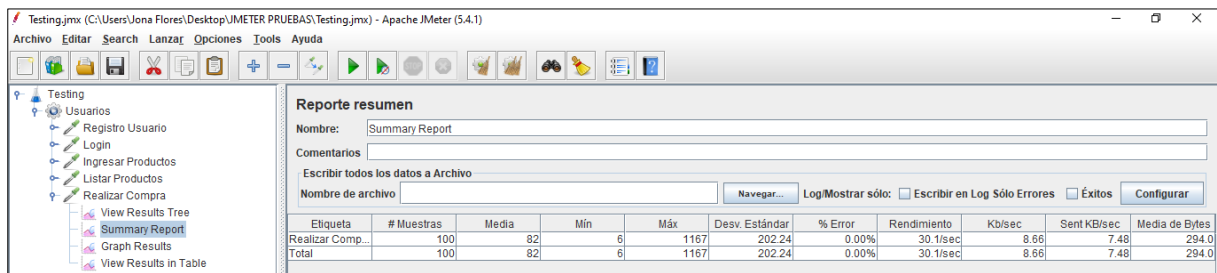 Testing.jmx (C:\Users\Jona Flores\Desktop\JMETER PRUEBAS\Testing.jmx) - Apache JMeter (5.4.1)
Archivo Editar Search Lanzar Opciones Tools Ayuda
Testing
Usuarios
Registro Usuario
Login
Ingresar Productos
Listar Productos
Realizar Compra
View Results Tree
Summary Report
Graph Results
View Results in Table
Reporte resumen
Nombre: Summary Report
Comentarios
Escribir todos los datos a Archivo
Nombre de archivo Navegar... Log/Mostrar sólo: Escribir en Log Sólo Errores Éxitos Configurar
Etiqueta # Muestras Media Mín Máx Desv. Estándar % Error Rendimiento Kb/sec Sent KB/sec Media de Bytes
Realizar Comp... 100 82 6 1167 202.24 0.00% 30.1/sec 8.66 7.48 294.0
Total 100 82 6 1167 202.24 0.00% 30.1/sec 8.66 7.48 294.0